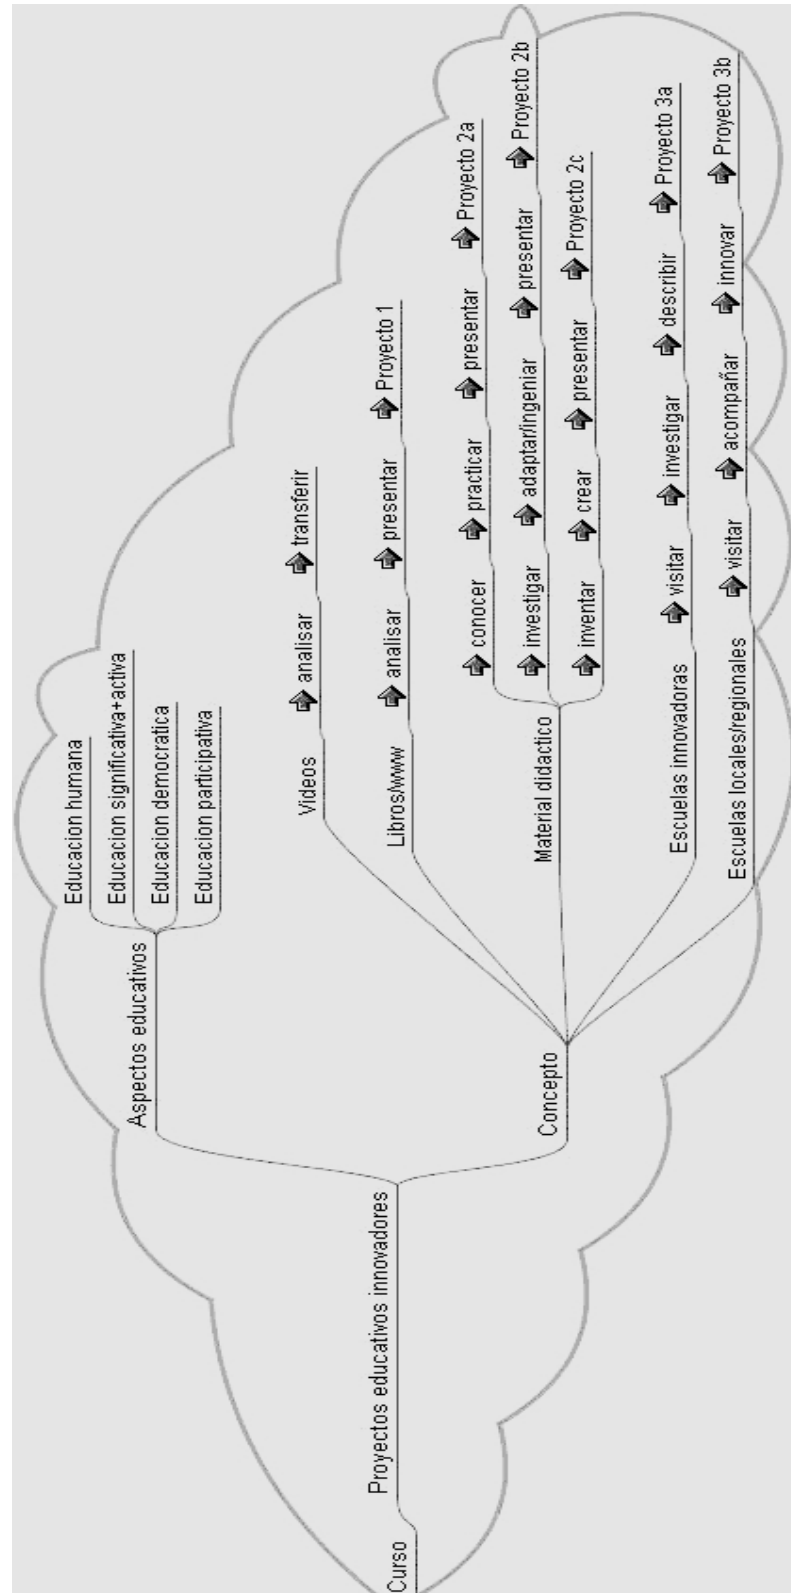 Curso
Proyectos educativos innovadores
Aspectos educativos
Educacion humana
Educacion significativa+activa
Educacion democratica
Educacion participativa
Concepto
Videos
analisar
transferir
Libros/www
analisar
presentar
Proyecto 1
Material didactico
conocer
practicar
presentar
Proyecto 2a
investigar
adaptar/ingeniar
presentar
Proyecto 2b
inventar
crear
presentar
Proyecto 2c
Escuelas innovadoras
visitar
investigar
describir
Proyecto 3a
Escuelas locales/regionales
visitar
acompañar
innovar
Proyecto 3b